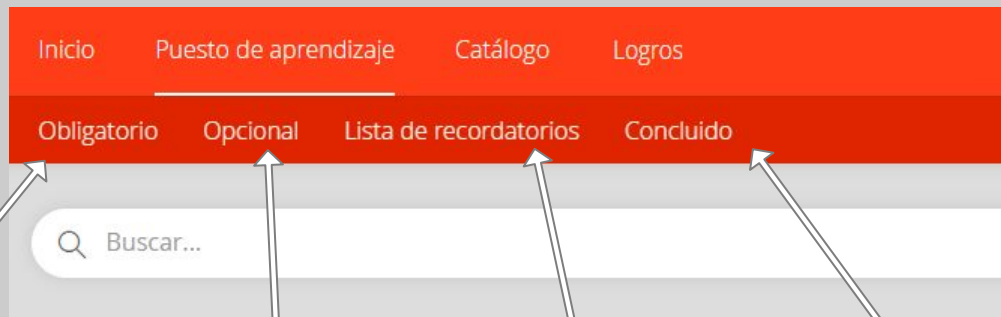 Inicio Puesto de aprendizaje Catálogo Logros
Obligatorio Opcional Lista de recordatorios Concluido
Buscar...